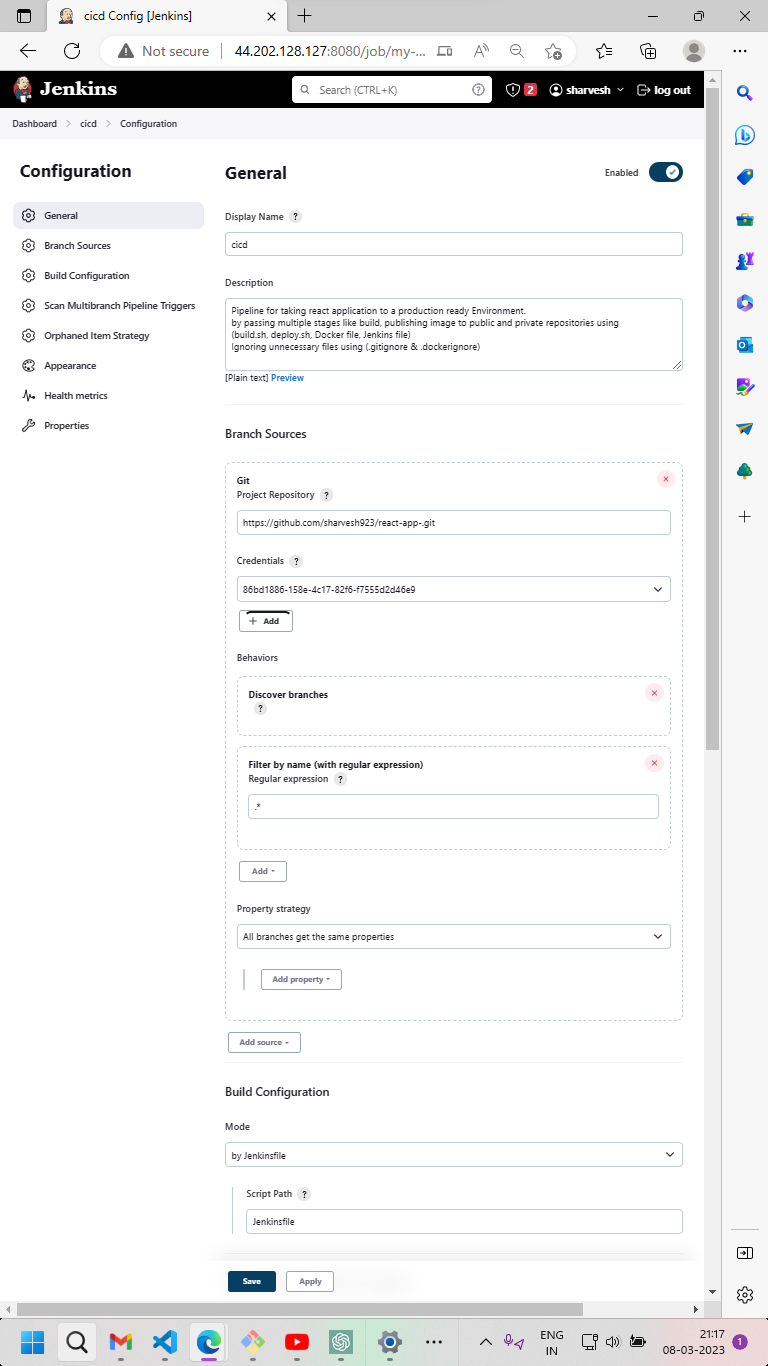 cicd Config [Jenkins]
Not secure
44.202.128.127:8080/job/my-...
Jenkins
Search (CTRL+K)
2
sharvesh
log out
Dashboard
cicd
Configuration
Configuration
General
Branch Sources
Build Configuration
Scan Multibranch Pipeline Triggers
Orphaned Item Strategy
Appearance
Health metrics
Properties
General
Enabled
Display Name ?
cicd
Description
Pipeline for taking react application to a production ready Environment.
by passing multiple stages like build, publishing image to public and private repositories using
(build.sh, deploy.sh, Docker file, Jenkins file)
Ignoring unnecessary files using (.gitignore & .dockerignore)
[Plain text] Preview
Branch Sources
Git
Project Repository ?
https://github.com/sharvesh923/react-app-.git
Credentials ?
86bd1886-158e-4c17-82f6-f7555d2d46e9
+ Add
Behaviors
Discover branches
?
Filter by name (with regular expression)
Regular expression ?
.*
Add
Property strategy
All branches get the same properties
Add property
Add source
Build Configuration
Mode
by Jenkinsfile
Script Path ?
Jenkinsfile
Save
Apply
ENG
IN
21:17
08-03-2023
1